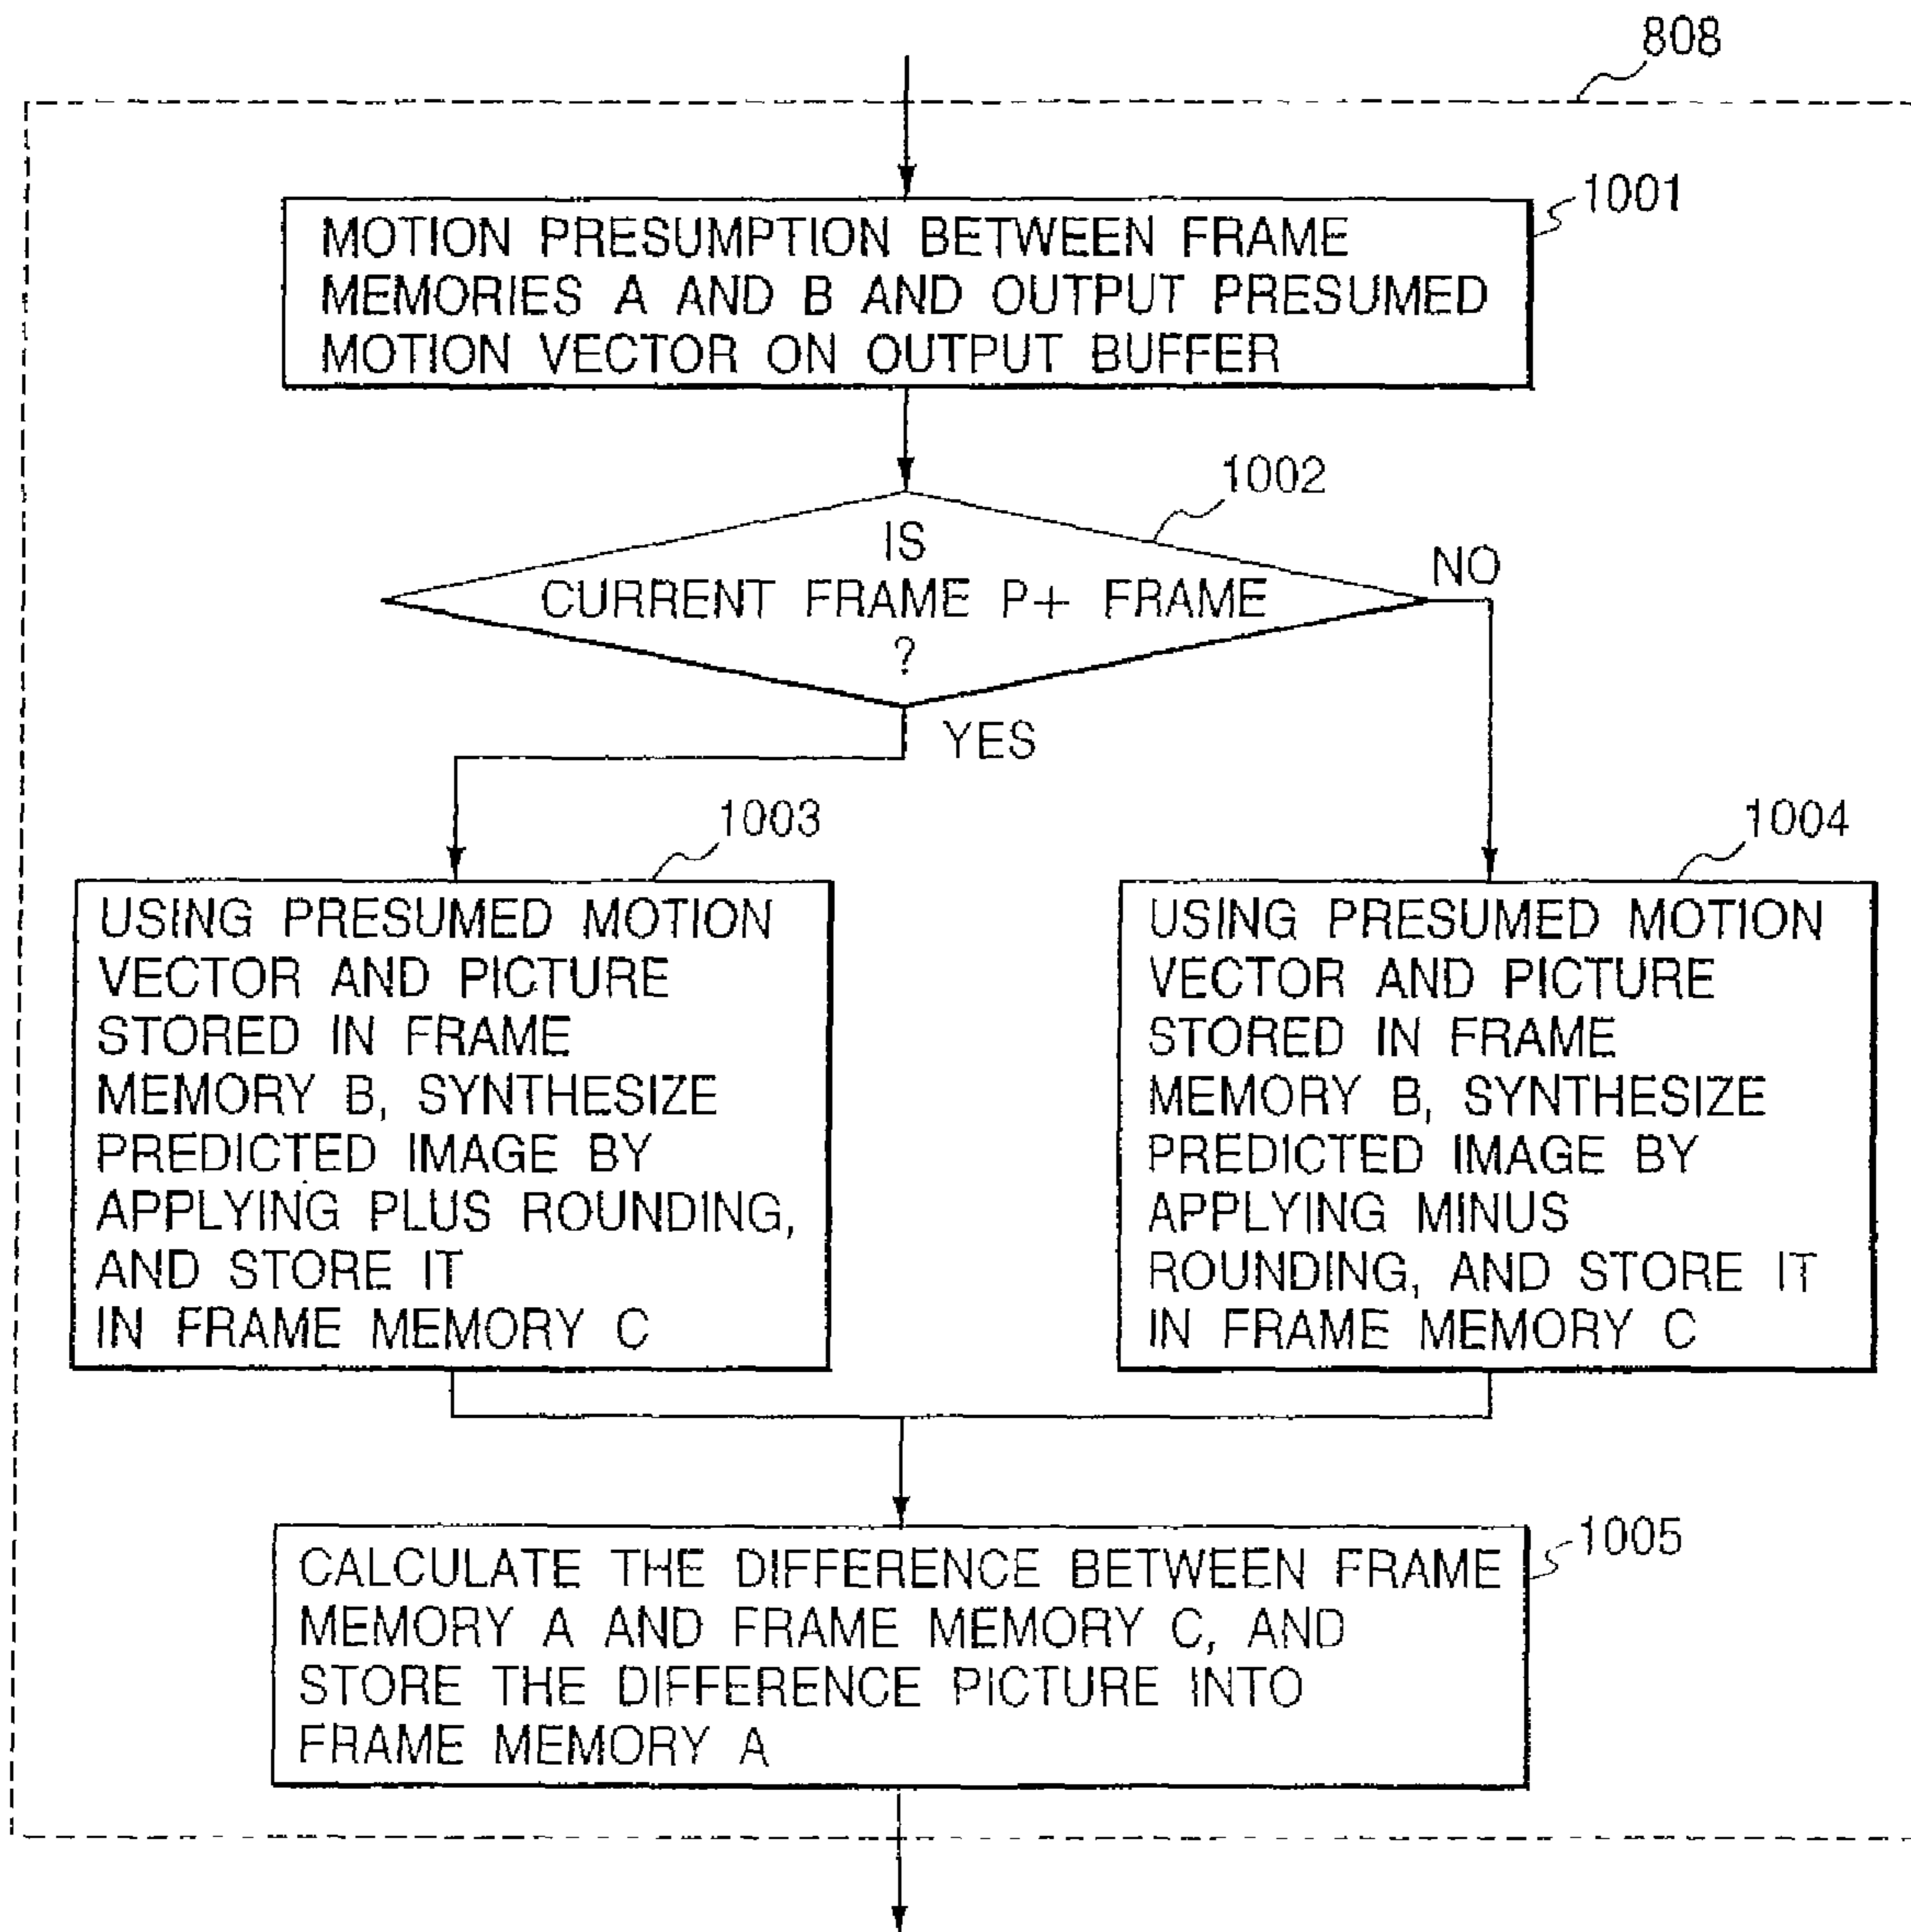 808
1001
MOTION PRESUMPTION BETWEEN FRAME
MEMORIES A AND B AND OUTPUT PRESUMED
MOTION VECTOR ON OUTPUT BUFFER
1002
IS
CURRENT FRAME P+ FRAME
?
NO
YES
1003
USING PRESUMED MOTION
VECTOR AND PICTURE
STORED IN FRAME
MEMORY B, SYNTHESIZE
PREDICTED IMAGE BY
APPLYING PLUS ROUNDING,
AND STORE IT
IN FRAME MEMORY C
1004
USING PRESUMED MOTION
VECTOR AND PICTURE
STORED IN FRAME
MEMORY B, SYNTHESIZE
PREDICTED IMAGE BY
APPLYING MINUS
ROUNDING, AND STORE IT
IN FRAME MEMORY C
1005
CALCULATE THE DIFFERENCE BETWEEN FRAME
MEMORY A AND FRAME MEMORY C, AND
STORE THE DIFFERENCE PICTURE INTO
FRAME MEMORY A